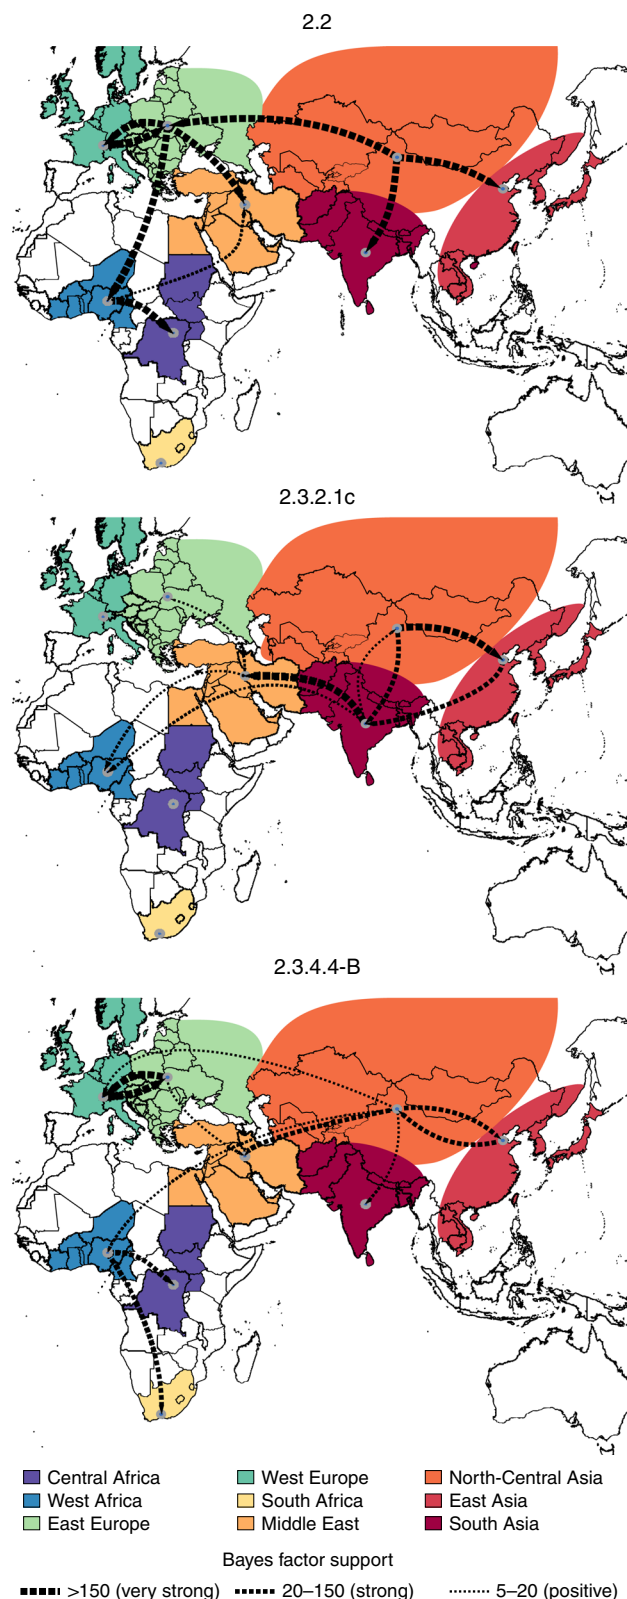 2.2
2.3.2.1c
2.3.4.4-B
Central Africa
West Europe
North-Central Asia
West Africa
South Africa
East Asia
East Europe
Middle East
South Asia
Bayes factor support
>150 (very strong)
20–150 (strong)
5–20 (positive)